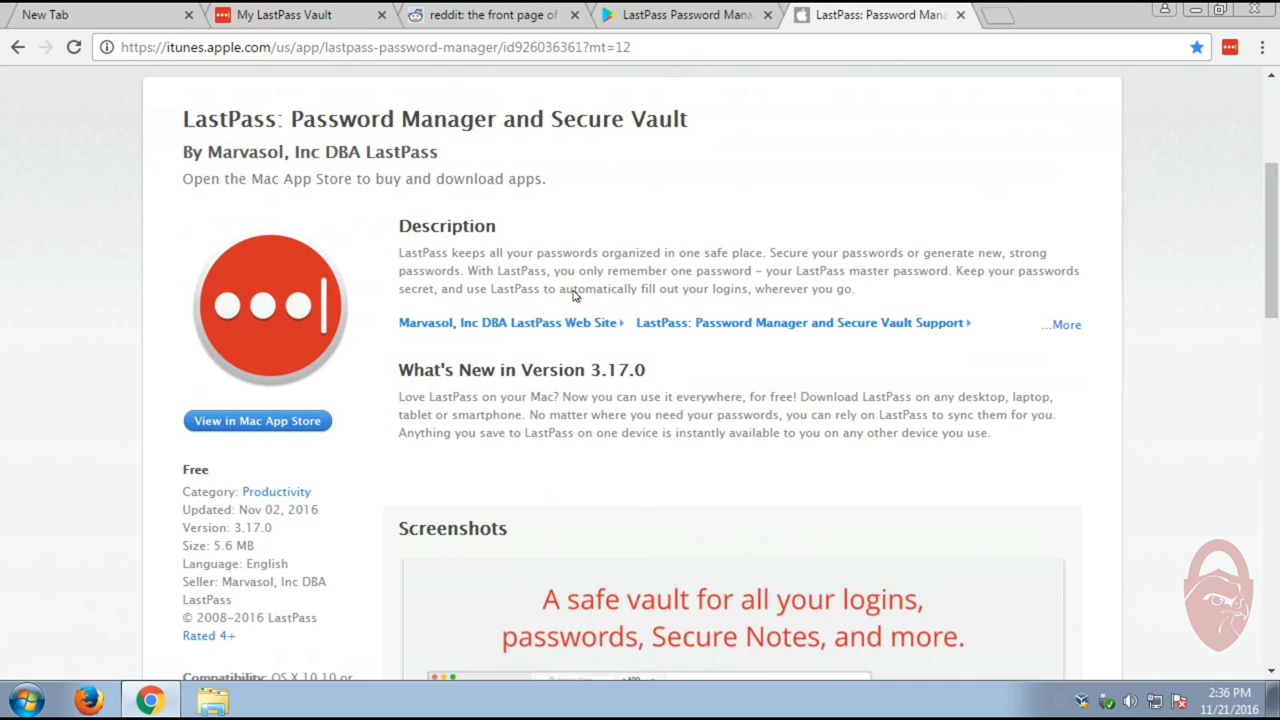 New Tab
My LastPass Vault
reddit: the front page of
LastPass Password Mana
LastPass: Password Mana
https://itunes.apple.com/us/app/lastpass-password-manager/id926036361?mt=12
LastPass: Password Manager and Secure Vault
By Marvasol, Inc DBA LastPass
Open the Mac App Store to buy and download apps.
Description
LastPass keeps all your passwords organized in one safe place. Secure your passwords or generate new, strong
passwords. With LastPass, you only remember one password – your LastPass master password. Keep your passwords
secret, and use LastPass to automatically fill out your logins, wherever you go.
Marvasol, Inc DBA LastPass Web Site
LastPass: Password Manager and Secure Vault Support
...More
What's New in Version 3.17.0
Love LastPass on your Mac? Now you can use it everywhere, for free! Download LastPass on any desktop, laptop,
tablet or smartphone. No matter where you need your passwords, you can rely on LastPass to sync them for you.
Anything you save to LastPass on one device is instantly available to you on any other device you use.
View in Mac App Store
Free
Category: Productivity
Updated: Nov 02, 2016
Version: 3.17.0
Size: 5.6 MB
Language: English
Seller: Marvasol, Inc DBA
LastPass
© 2008-2016 LastPass
Rated 4+
Compatibility: OS X 10.10 or
Screenshots
A safe vault for all your logins,
passwords, Secure Notes, and more.
2:36 PM
11/21/2016